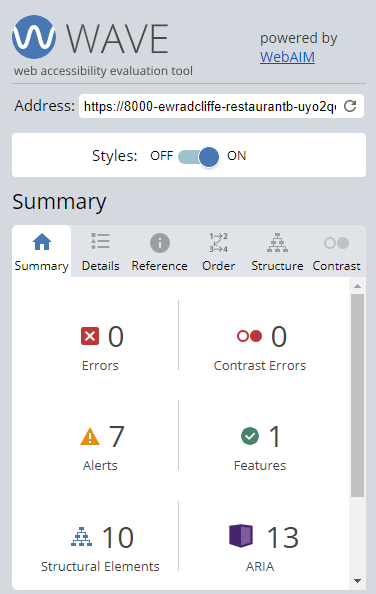 WAVE
web accessibility evaluation tool
powered by
WebAIM
Address: https://8000-ewradcliffe-restaurantb-uyo2q
Styles: OFF ON
Summary
Summary Details Reference Order Structure Contrast
0 0
Errors Contrast Errors
7 1
Alerts Features
10 13
Structural Elements ARIA